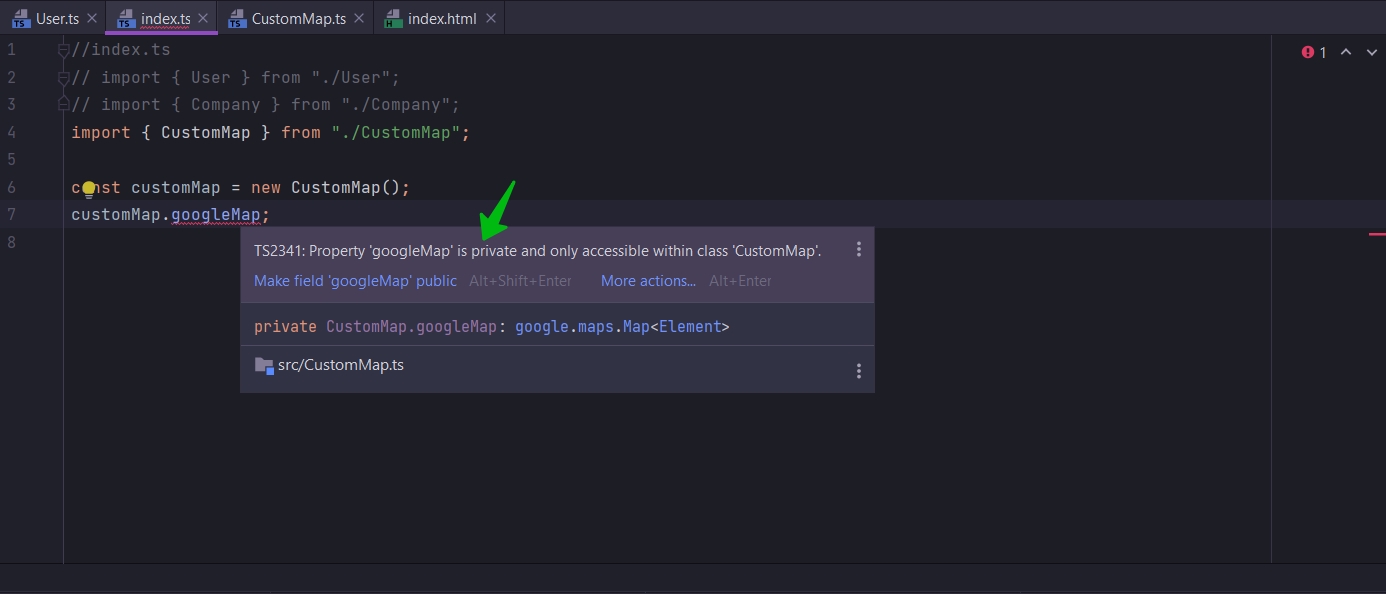 User.ts index.ts CustomMap.ts index.html
1 //index.ts
2 // import { User } from "./User";
3 // import { Company } from "./Company";
4 import { CustomMap } from "./CustomMap";
5
6 const customMap = new CustomMap();
7 customMap.googleMap;
8
1
TS2341: Property 'googleMap' is private and only accessible within class 'CustomMap'.
Make field 'googleMap' public Alt+Shift+Enter More actions... Alt+Enter
private CustomMap.googleMap: google.maps.Map<Element>
src/CustomMap.ts